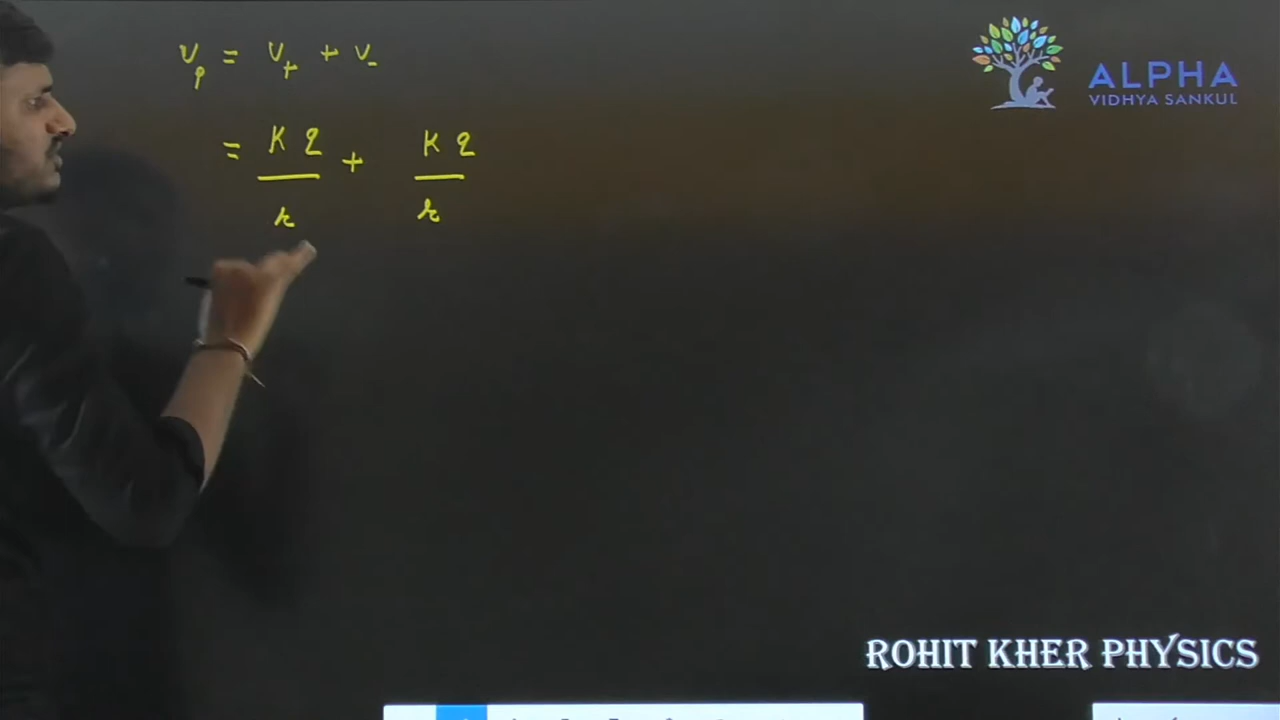 V_p = V_+ + V_-
= Kq/r + Kq/r
ALPHA
VIDHYA SANKUL
ROHIT KHER PHYSICS